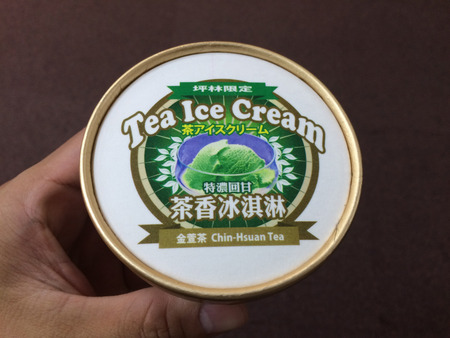 坪林限定
Tea Ice Cream
茶アイスクリーム
特濃回甘
茶香冰淇淋
金萱茶 Chin-Hsuan Tea